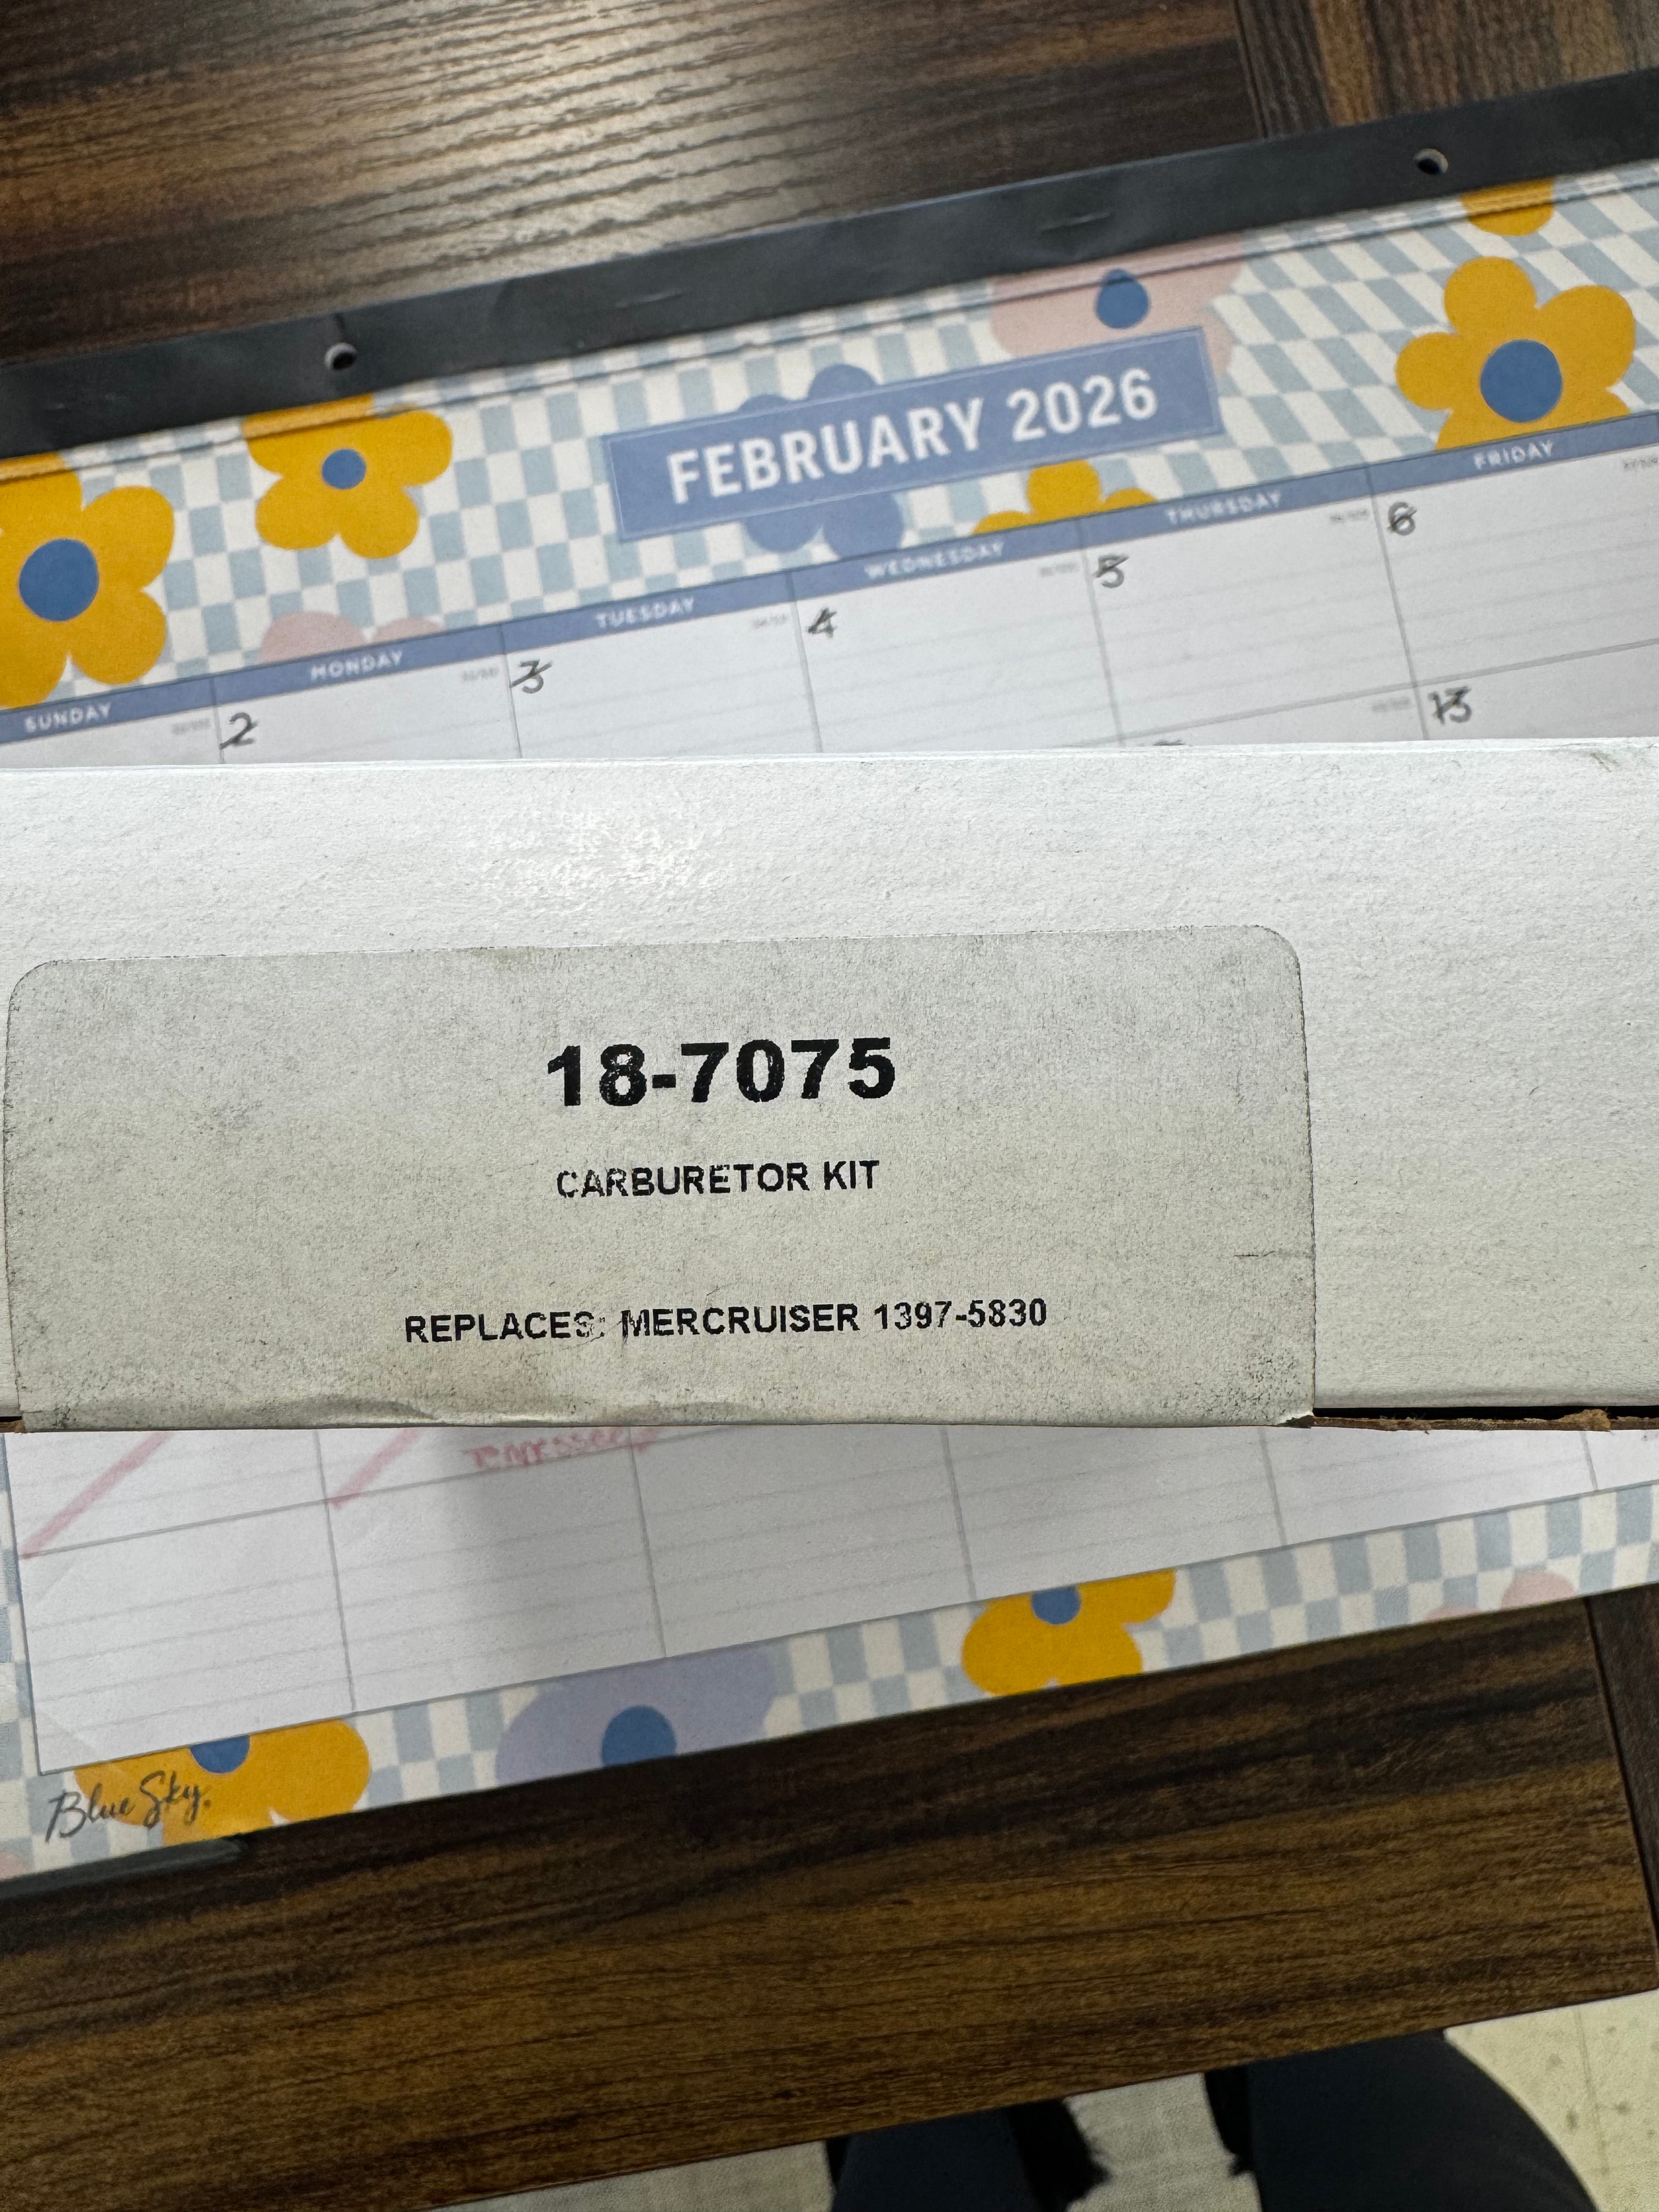 FEBRUARY 2026
SUNDAY MONDAY TUESDAY WEDNESDAY THURSDAY FRIDAY
2 3 4 5 6
13
18-7075
CARBURETOR KIT
REPLACES: MERCRUISER 1397-5830
Blue Sky.